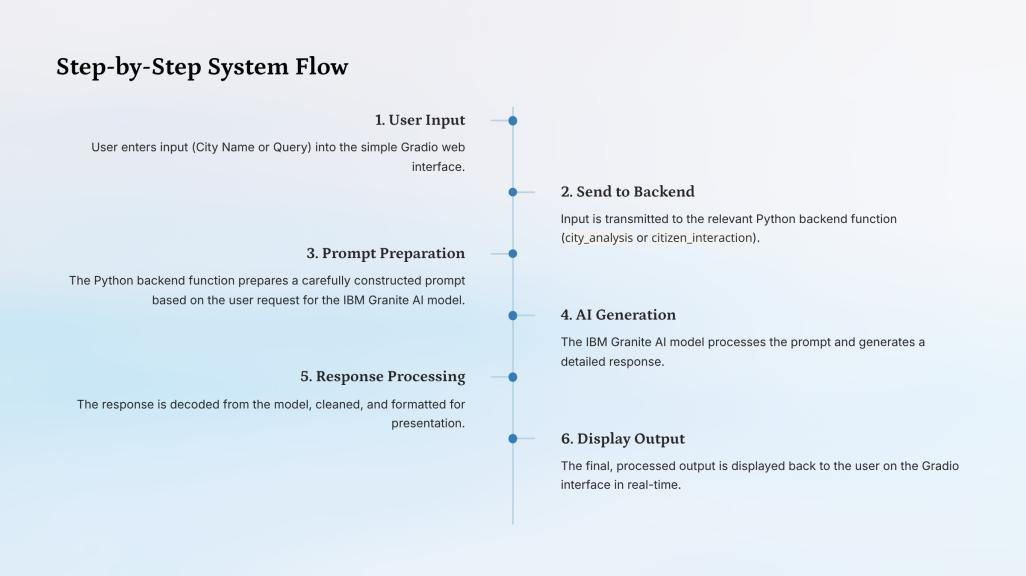 Step-by-Step System Flow
1. User Input
User enters input (City Name or Query) into the simple Gradio web
interface.
2. Send to Backend
Input is transmitted to the relevant Python backend function
(city_analysis or citizen_interaction).
3. Prompt Preparation
The Python backend function prepares a carefully constructed prompt
based on the user request for the IBM Granite AI model.
4. AI Generation
The IBM Granite AI model processes the prompt and generates a
detailed response.
5. Response Processing
The response is decoded from the model, cleaned, and formatted for
presentation.
6. Display Output
The final, processed output is displayed back to the user on the Gradio
interface in real-time.